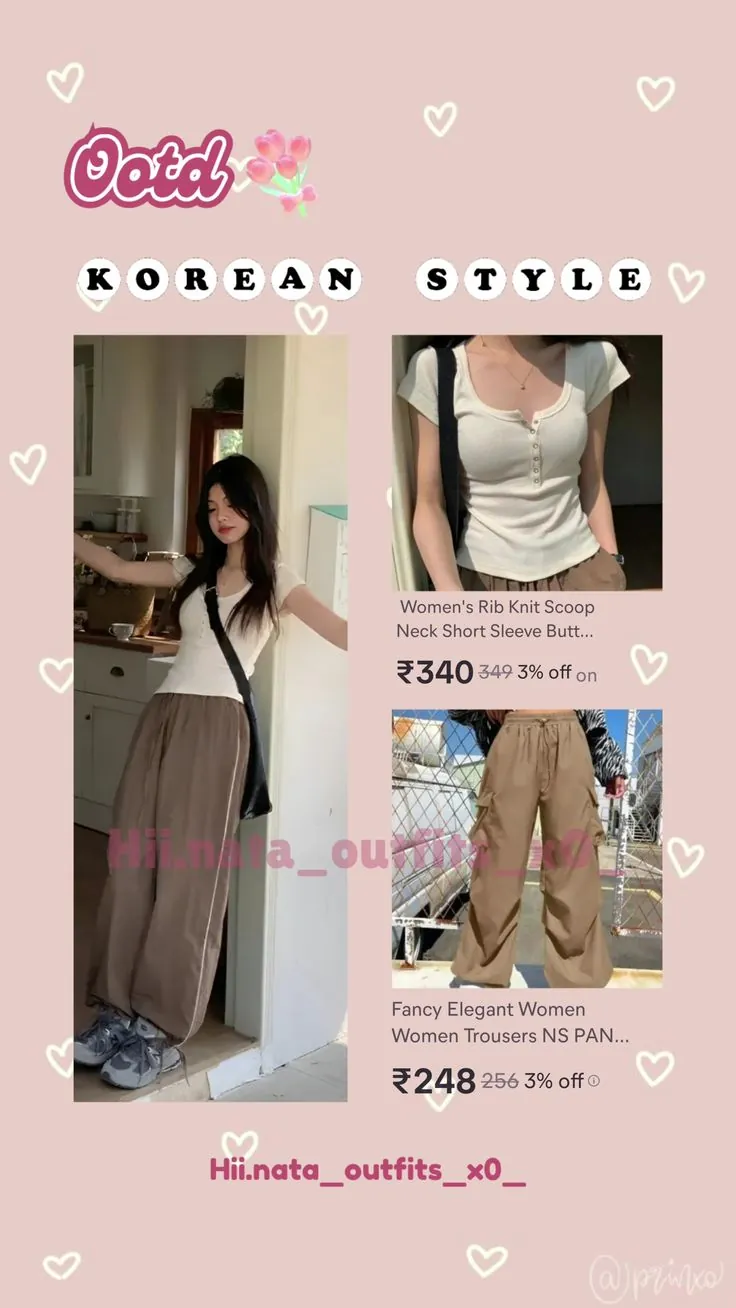 Ootd
KOREAN STYLE
Women's Rib Knit Scoop
Neck Short Sleeve Butt...
₹340 349 3% off on
Hii.nata_outfits_x0_
Fancy Elegant Women
Women Trousers NS PAN...
₹248 256 3% off
Hii.nata_outfits_x0_